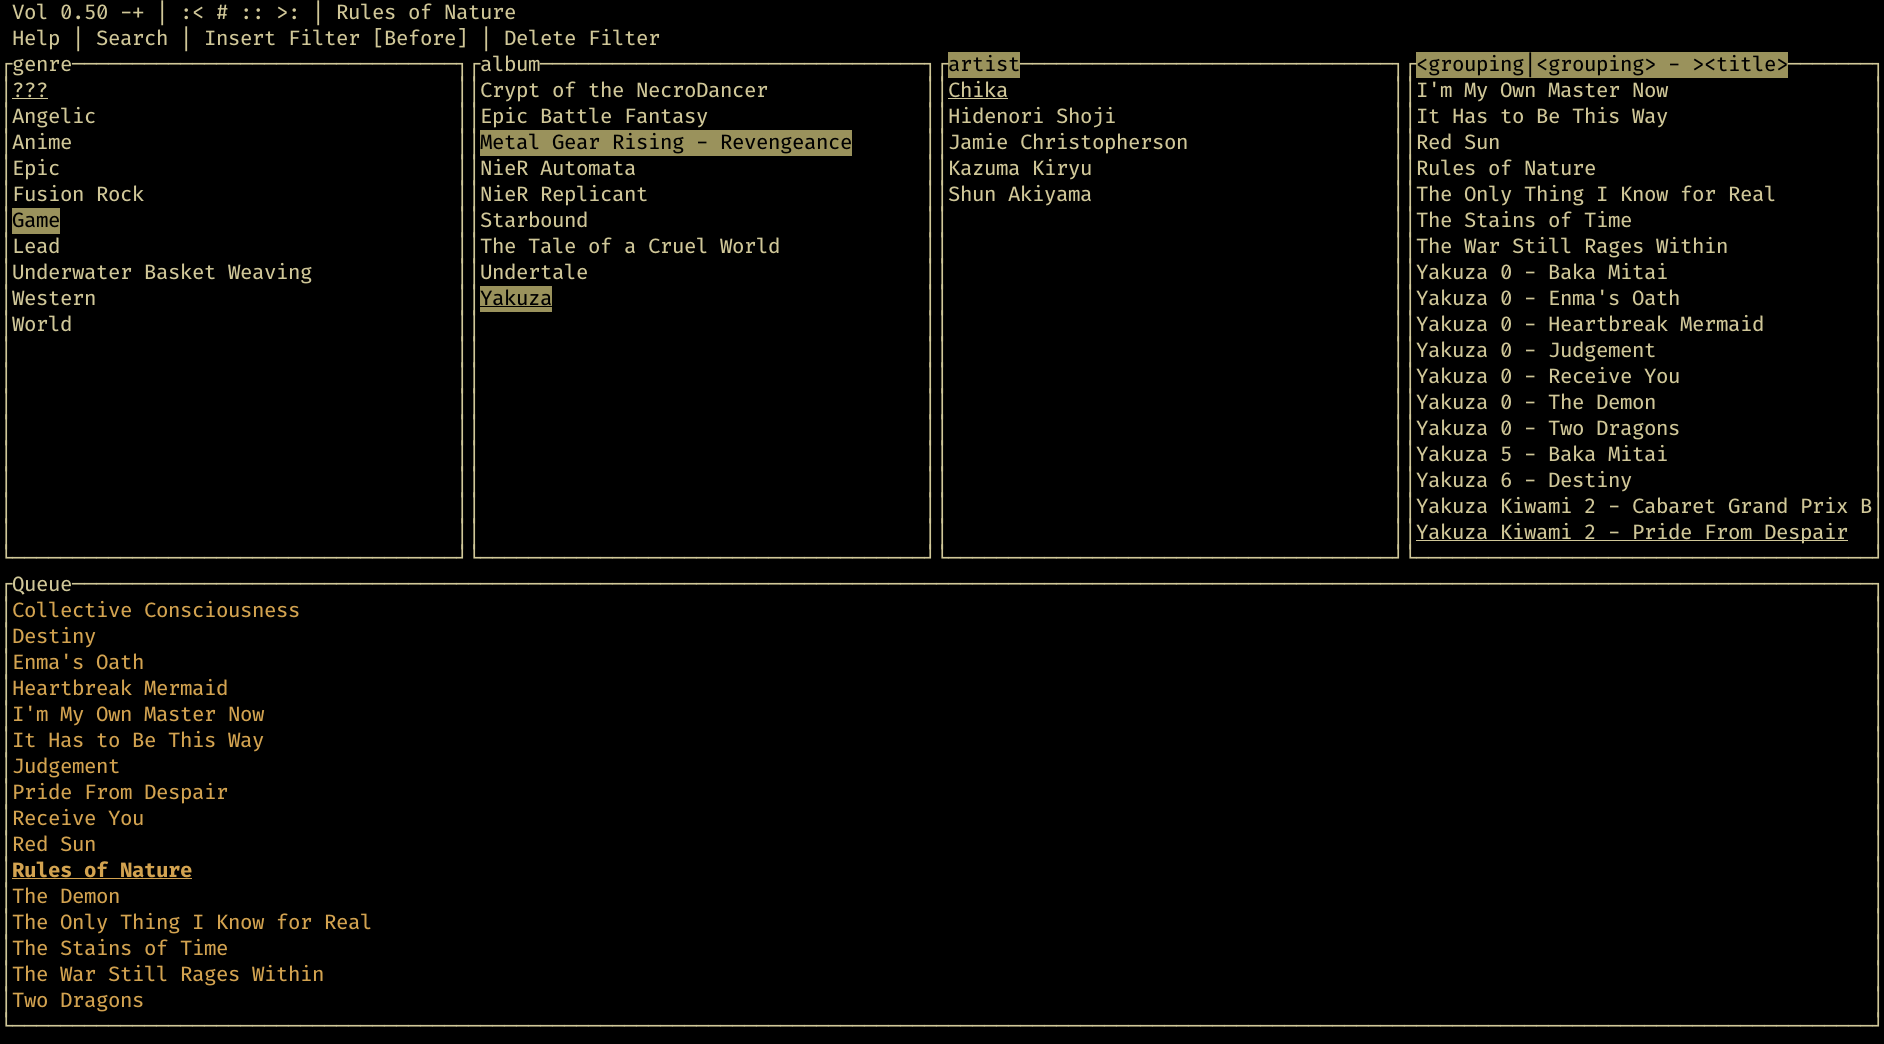 Vol 0.50 -+ | :< # :: >: | Rules of Nature
Help | Search | Insert Filter [Before] | Delete Filter
genre
???
Angelic
Anime
Epic
Fusion Rock
Game
Lead
Underwater Basket Weaving
Western
World
album
Crypt of the NecroDancer
Epic Battle Fantasy
Metal Gear Rising - Revengeance
NieR Automata
NieR Replicant
Starbound
The Tale of a Cruel World
Undertale
Yakuza
artist
Chika
Hidenori Shoji
Jamie Christopherson
Kazuma Kiryu
Shun Akiyama
<grouping|<grouping> - ><title>
I'm My Own Master Now
It Has to Be This Way
Red Sun
Rules of Nature
The Only Thing I Know for Real
The Stains of Time
The War Still Rages Within
Yakuza 0 - Baka Mitai
Yakuza 0 - Enma's Oath
Yakuza 0 - Heartbreak Mermaid
Yakuza 0 - Judgement
Yakuza 0 - Receive You
Yakuza 0 - The Demon
Yakuza 0 - Two Dragons
Yakuza 5 - Baka Mitai
Yakuza 6 - Destiny
Yakuza Kiwami 2 - Cabaret Grand Prix B
Yakuza Kiwami 2 - Pride From Despair
Queue
Collective Consciousness
Destiny
Enma's Oath
Heartbreak Mermaid
I'm My Own Master Now
It Has to Be This Way
Judgement
Pride From Despair
Receive You
Red Sun
Rules of Nature
The Demon
The Only Thing I Know for Real
The Stains of Time
The War Still Rages Within
Two Dragons